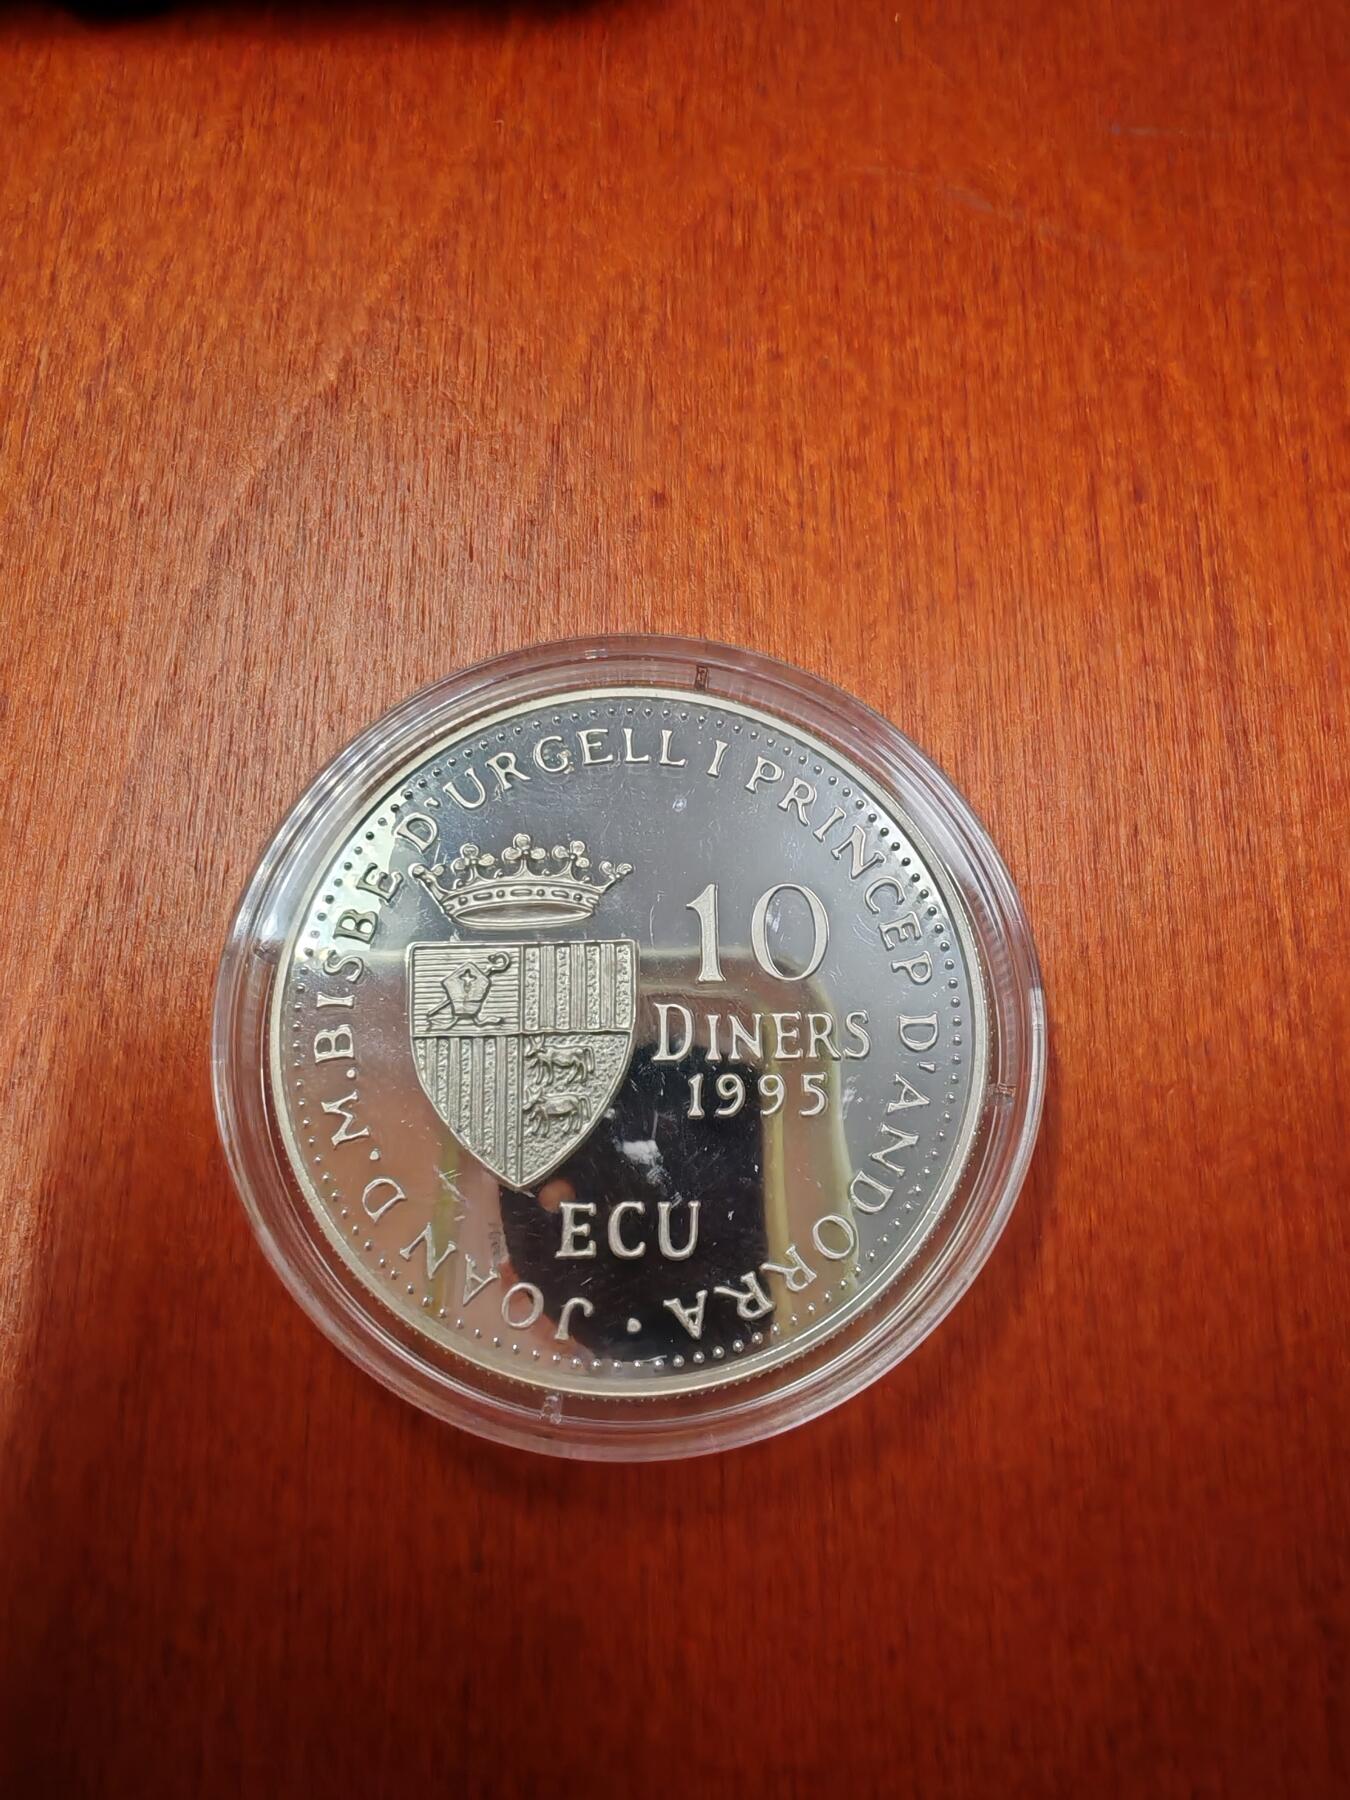 JOAN D.M.BISBE D'URGELL I PRINCEP D'ANDORRA •
10
DINERS
1995
ECU